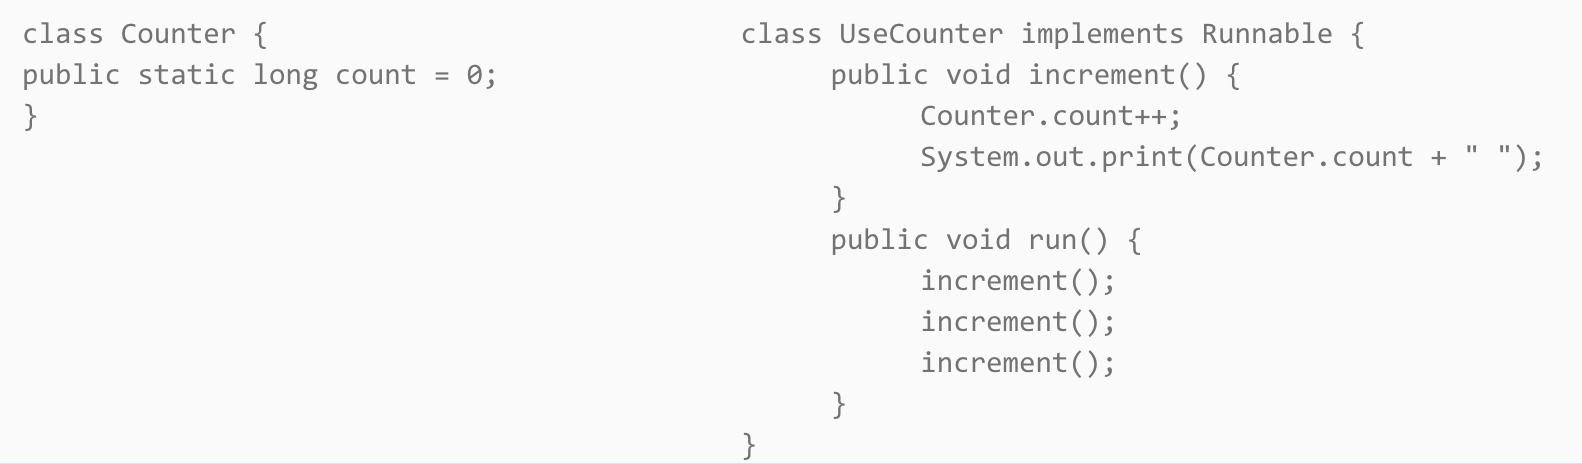 class Counter {
public static long count = 0;
}
class UseCounter implements Runnable {
public void increment() {
Counter.count++;
System.out.print(Counter.count + " ");
}
public void run() {
increment();
increment();
increment();
}
}